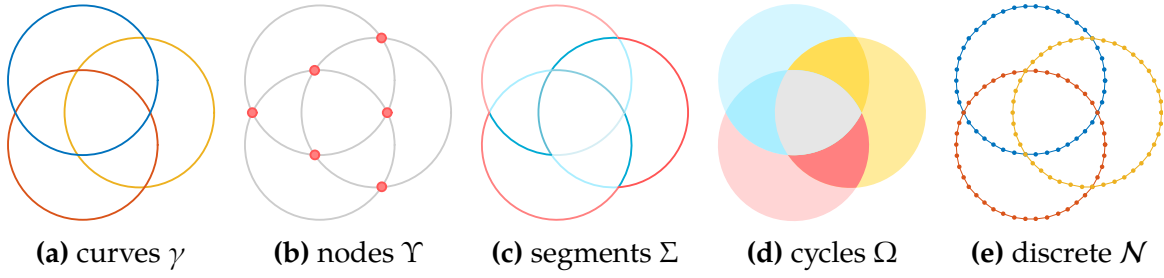 (a) curves γ (b) nodes ϒ (c) segments Σ (d) cycles Ω (e) discrete 𝒩